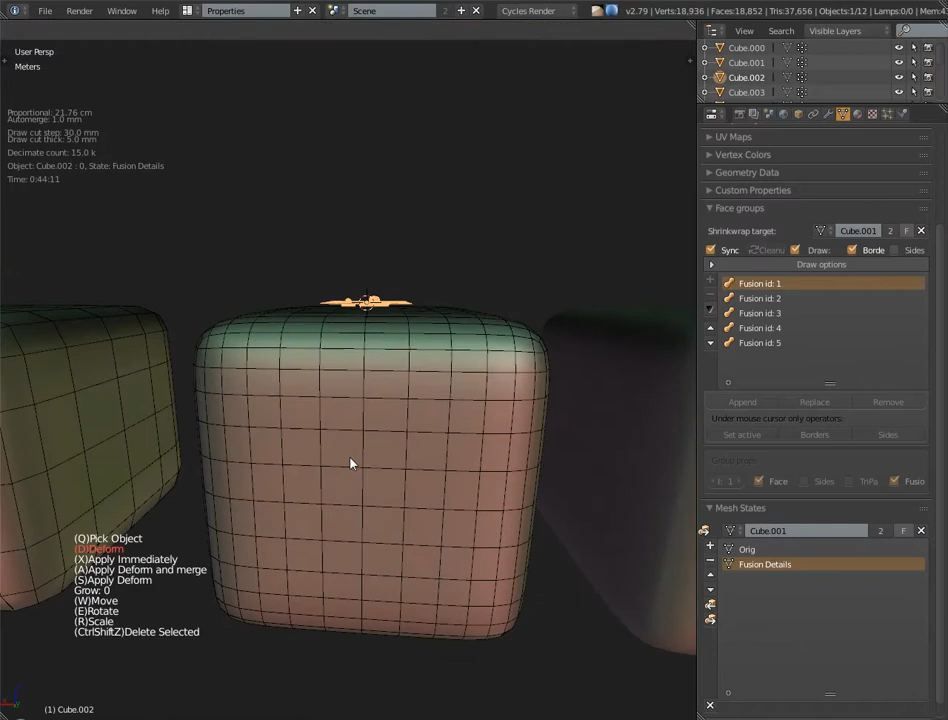 File Render Window Help Properties Scene 2 Cycles Render v2.79 | Verts:18,936 | Faces:18,852 | Tris:37,656 | Objects:1/12 | Lamps:0/0 | Mem:4
User Persp
Meters
Proportional: 21.76 cm
Automerge: 1.0 mm
Draw cut step: 30.0 mm
Draw cut thick: 5.0 mm
Decimate count: 15.0 k
Object: Cube.002 : 0, State: Fusion Details
Time: 0:44:11
(Q)Pick Object
(D)Deform
(X)Apply Immediately
(A)Apply Deform and merge
(S)Apply Deform
Grow: 0
(W)Move
(E)Rotate
(R)Scale
(CtrlShiftZ)Delete Selected
(1) Cube.002
View Search Visible Layers
Cube.000
Cube.001
Cube.002
Cube.003
UV Maps
Vertex Colors
Geometry Data
Custom Properties
Face groups
Shrinkwrap target: Cube.001 2 F
Sync Cleanu Draw: Borde Sides
Draw options
Fusion id: 1
Fusion id: 2
Fusion id: 3
Fusion id: 4
Fusion id: 5
Append Replace Remove
Under mouse cursor only operators:
Set active Borders Sides
Group props
I: 1 Face Sides TriPa Fusio
Mesh States
Cube.001 2 F
Orig
Fusion Details